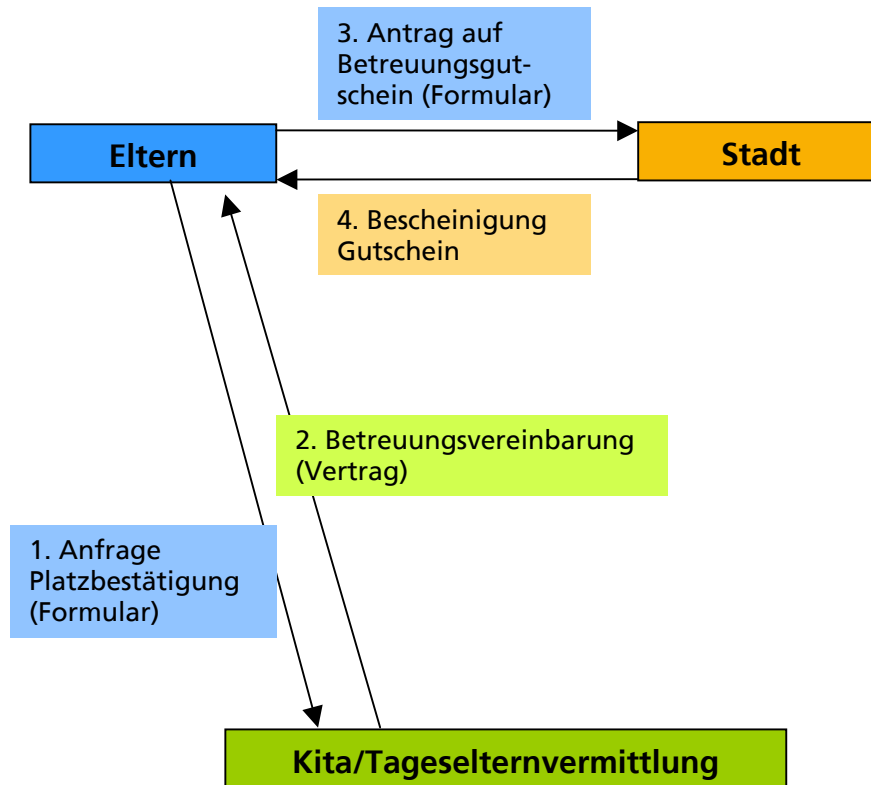 3. Antrag auf
Betreuungsgut-
schein (Formular)
Eltern
Stadt
4. Bescheinigung
Gutschein
2. Betreuungsvereinbarung
(Vertrag)
1. Anfrage
Platzbestätigung
(Formular)
Kita/Tageselternvermittlung